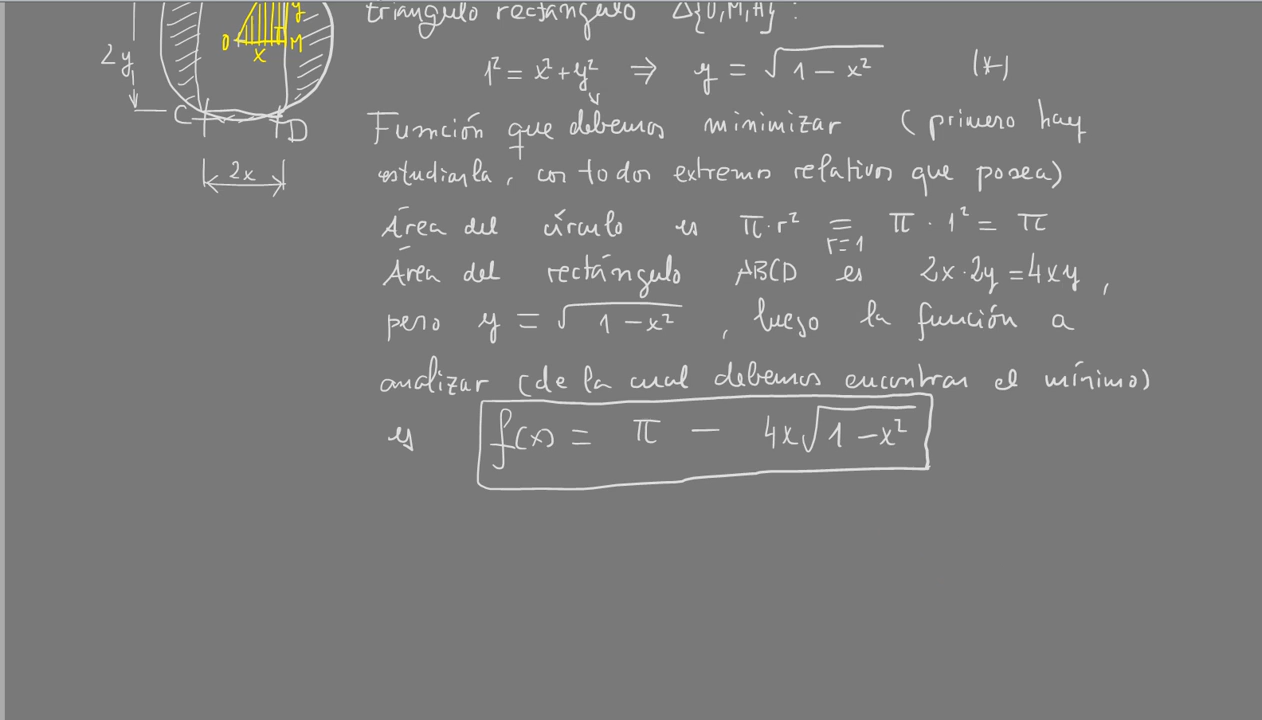 triángulo rectángulo Δ{O,M,A}:
y
O M
x
2y
1² = x² + y² ⇒ y = √(1 − x²) (*)
C
D
Función que debemos minimizar (primero hay
2x
estudiarla, con todos extremos relativos que posea)
Área del círculo es π·r² = π·1² = π
r=1
Área del rectángulo ABCD es 2x·2y = 4xy,
pero y = √(1 − x²), luego la función a
analizar (de la cual debemos encontrar el mínimo)
es f(x) = π − 4x√(1 − x²)